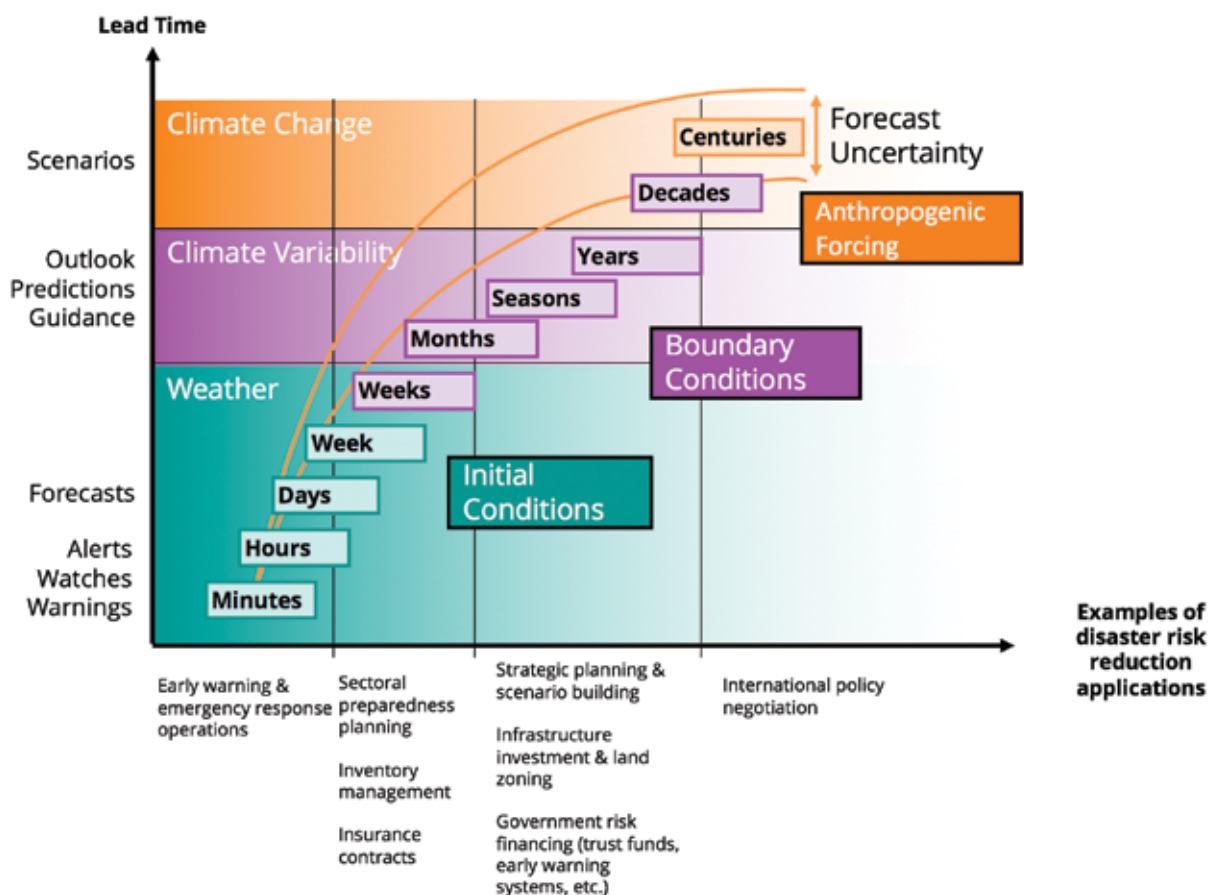 Lead Time
Climate Change
Scenarios
Centuries
Forecast
Uncertainty
Decades
Anthropogenic
Forcing
Climate Variability
Outlook
Predictions
Guidance
Years
Seasons
Months
Boundary
Conditions
Weather
Weeks
Week
Initial
Conditions
Forecasts
Days
Alerts
Watches
Warnings
Hours
Minutes
Examples of
disaster risk
reduction
applications
Early warning &
emergency response
operations
Sectoral
preparedness
planning
Inventory
management
Insurance
contracts
Strategic planning &
scenario building
Infrastructure
investment & land
zoning
Government risk
financing (trust funds,
early warning
systems, etc.)
International policy
negotiation